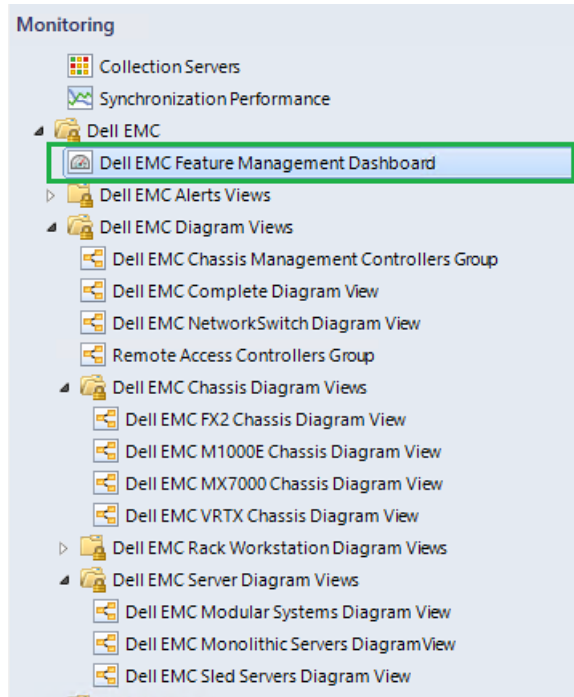 Monitoring
Collection Servers
Synchronization Performance
Dell EMC
Dell EMC Feature Management Dashboard
Dell EMC Alerts Views
Dell EMC Diagram Views
Dell EMC Chassis Management Controllers Group
Dell EMC Complete Diagram View
Dell EMC NetworkSwitch Diagram View
Remote Access Controllers Group
Dell EMC Chassis Diagram Views
Dell EMC FX2 Chassis Diagram View
Dell EMC M1000E Chassis Diagram View
Dell EMC MX7000 Chassis Diagram View
Dell EMC VRTX Chassis Diagram View
Dell EMC Rack Workstation Diagram Views
Dell EMC Server Diagram Views
Dell EMC Modular Systems Diagram View
Dell EMC Monolithic Servers DiagramView
Dell EMC Sled Servers Diagram View